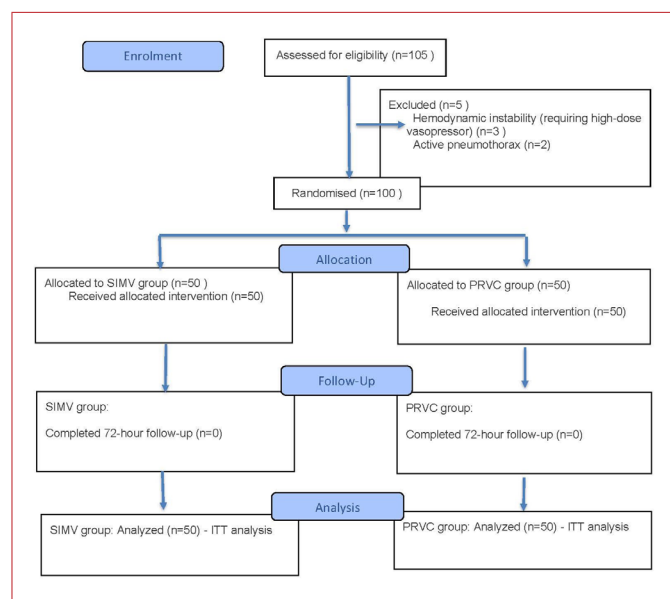 Enrolment
Assessed for eligibility (n=105)
Excluded (n=5 )
Hemodynamic instability (requiring high-dose
vasopressor) (n=3 )
Active pneumothorax (n=2)
Randomised (n=100)
Allocation
Allocated to SIMV group (n=50 )
Received allocated intervention (n=50)
Allocated to PRVC group (n=50)
Received allocated intervention (n=50)
Follow-Up
SIMV group:
Completed 72-hour follow-up (n=0)
PRVC group:
Completed 72-hour follow-up (n=0)
Analysis
SIMV group: Analyzed (n=50) - ITT analysis
PRVC group: Analyzed (n=50) - ITT analysis